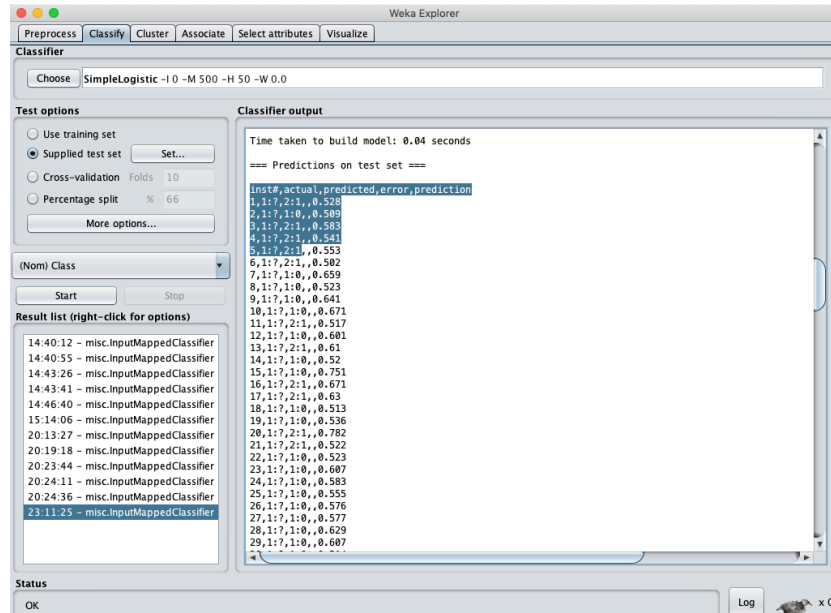 Weka Explorer
Preprocess Classify Cluster Associate Select attributes Visualize
Classifier
Choose SimpleLogistic -I 0 -M 500 -H 50 -W 0.0
Test options
Use training set
Supplied test set Set...
Cross-validation Folds 10
Percentage split % 66
More options...
(Nom) Class
Start Stop
Result list (right-click for options)
14:40:12 - misc.InputMappedClassifier
14:40:55 - misc.InputMappedClassifier
14:43:26 - misc.InputMappedClassifier
14:43:41 - misc.InputMappedClassifier
14:46:40 - misc.InputMappedClassifier
15:14:06 - misc.InputMappedClassifier
20:13:27 - misc.InputMappedClassifier
20:19:18 - misc.InputMappedClassifier
20:23:44 - misc.InputMappedClassifier
20:24:11 - misc.InputMappedClassifier
20:24:36 - misc.InputMappedClassifier
23:11:25 - misc.InputMappedClassifier
Classifier output
Time taken to build model: 0.04 seconds
=== Predictions on test set ===
inst#,actual,predicted,error,prediction
1,1:?,2:1,,0.528
2,1:?,1:0,,0.509
3,1:?,2:1,,0.583
4,1:?,2:1,,0.541
5,1:?,2:1,,0.553
6,1:?,2:1,,0.502
7,1:?,1:0,,0.659
8,1:?,1:0,,0.523
9,1:?,1:0,,0.641
10,1:?,1:0,,0.671
11,1:?,2:1,,0.517
12,1:?,1:0,,0.601
13,1:?,2:1,,0.61
14,1:?,1:0,,0.52
15,1:?,1:0,,0.751
16,1:?,2:1,,0.671
17,1:?,2:1,,0.63
18,1:?,1:0,,0.513
19,1:?,1:0,,0.536
20,1:?,2:1,,0.782
21,1:?,2:1,,0.522
22,1:?,1:0,,0.523
23,1:?,1:0,,0.607
24,1:?,1:0,,0.583
25,1:?,1:0,,0.555
26,1:?,1:0,,0.576
27,1:?,1:0,,0.577
28,1:?,1:0,,0.629
29,1:?,1:0,,0.607
Status
OK
Log
x 0